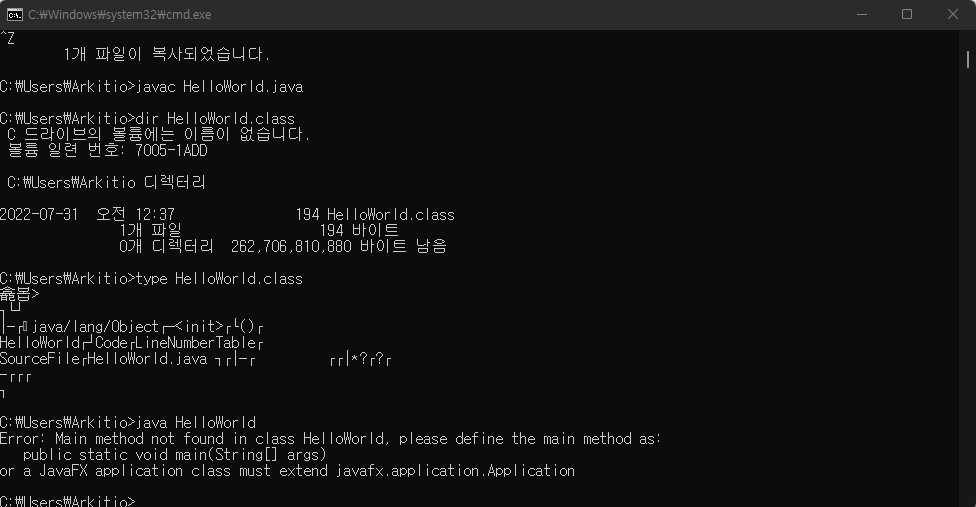 C:₩Windows₩system32₩cmd.exe
^Z
1개 파일이 복사되었습니다.
C:₩Users₩Arkitio>javac HelloWorld.java
C:₩Users₩Arkitio>dir HelloWorld.class
C 드라이브의 볼륨에는 이름이 없습니다.
볼륨 일련 번호: 7005-1ADD
C:₩Users₩Arkitio 디렉터리
2022-07-31 오전 12:37 194 HelloWorld.class
1개 파일 194 바이트
0개 디렉터리 262,706,810,880 바이트 남음
C:₩Users₩Arkitio>type HelloWorld.class
java/lang/Object┌─<init>┌└()┌
HelloWorld┌┘Code┌LineNumberTable┌
SourceFile┌HelloWorld.java ┐┌│─┌ ┌┌│*?┌?┌
─┌┌┌
┐
C:₩Users₩Arkitio>java HelloWorld
Error: Main method not found in class HelloWorld, please define the main method as:
public static void main(String[] args)
or a JavaFX application class must extend javafx.application.Application
C:₩Users₩Arkitio>